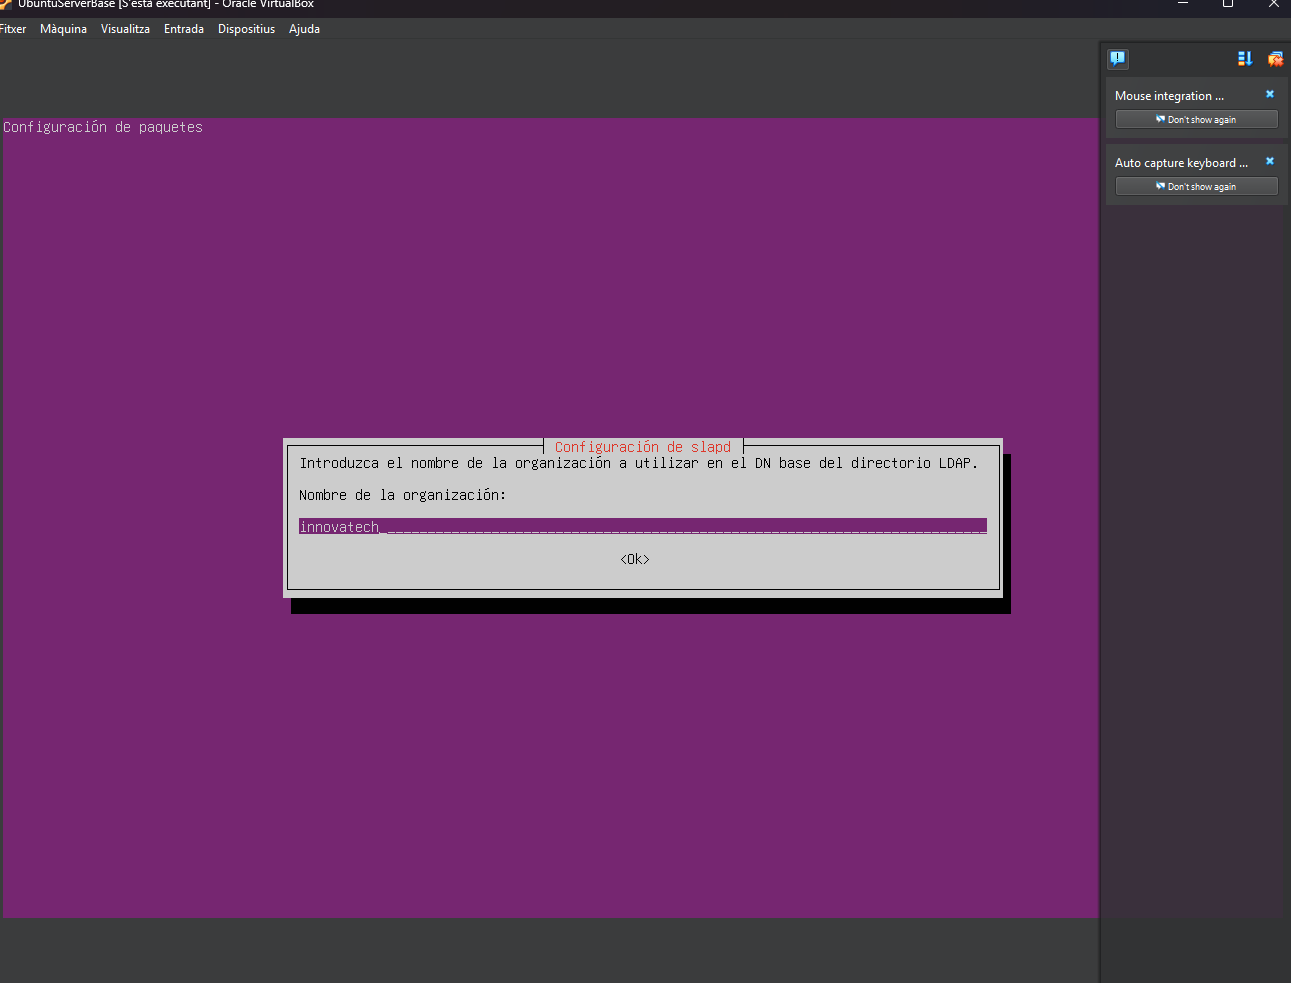 UbuntuServerBase [S'està executant] - Oracle VirtualBox
Fitxer Màquina Visualitza Entrada Dispositius Ajuda
Mouse integration ...
Don't show again
Auto capture keyboard ...
Don't show again
Configuración de paquetes
Configuración de slapd
Introduzca el nombre de la organización a utilizar en el DN base del directorio LDAP.
Nombre de la organización:
innovatech
<Ok>